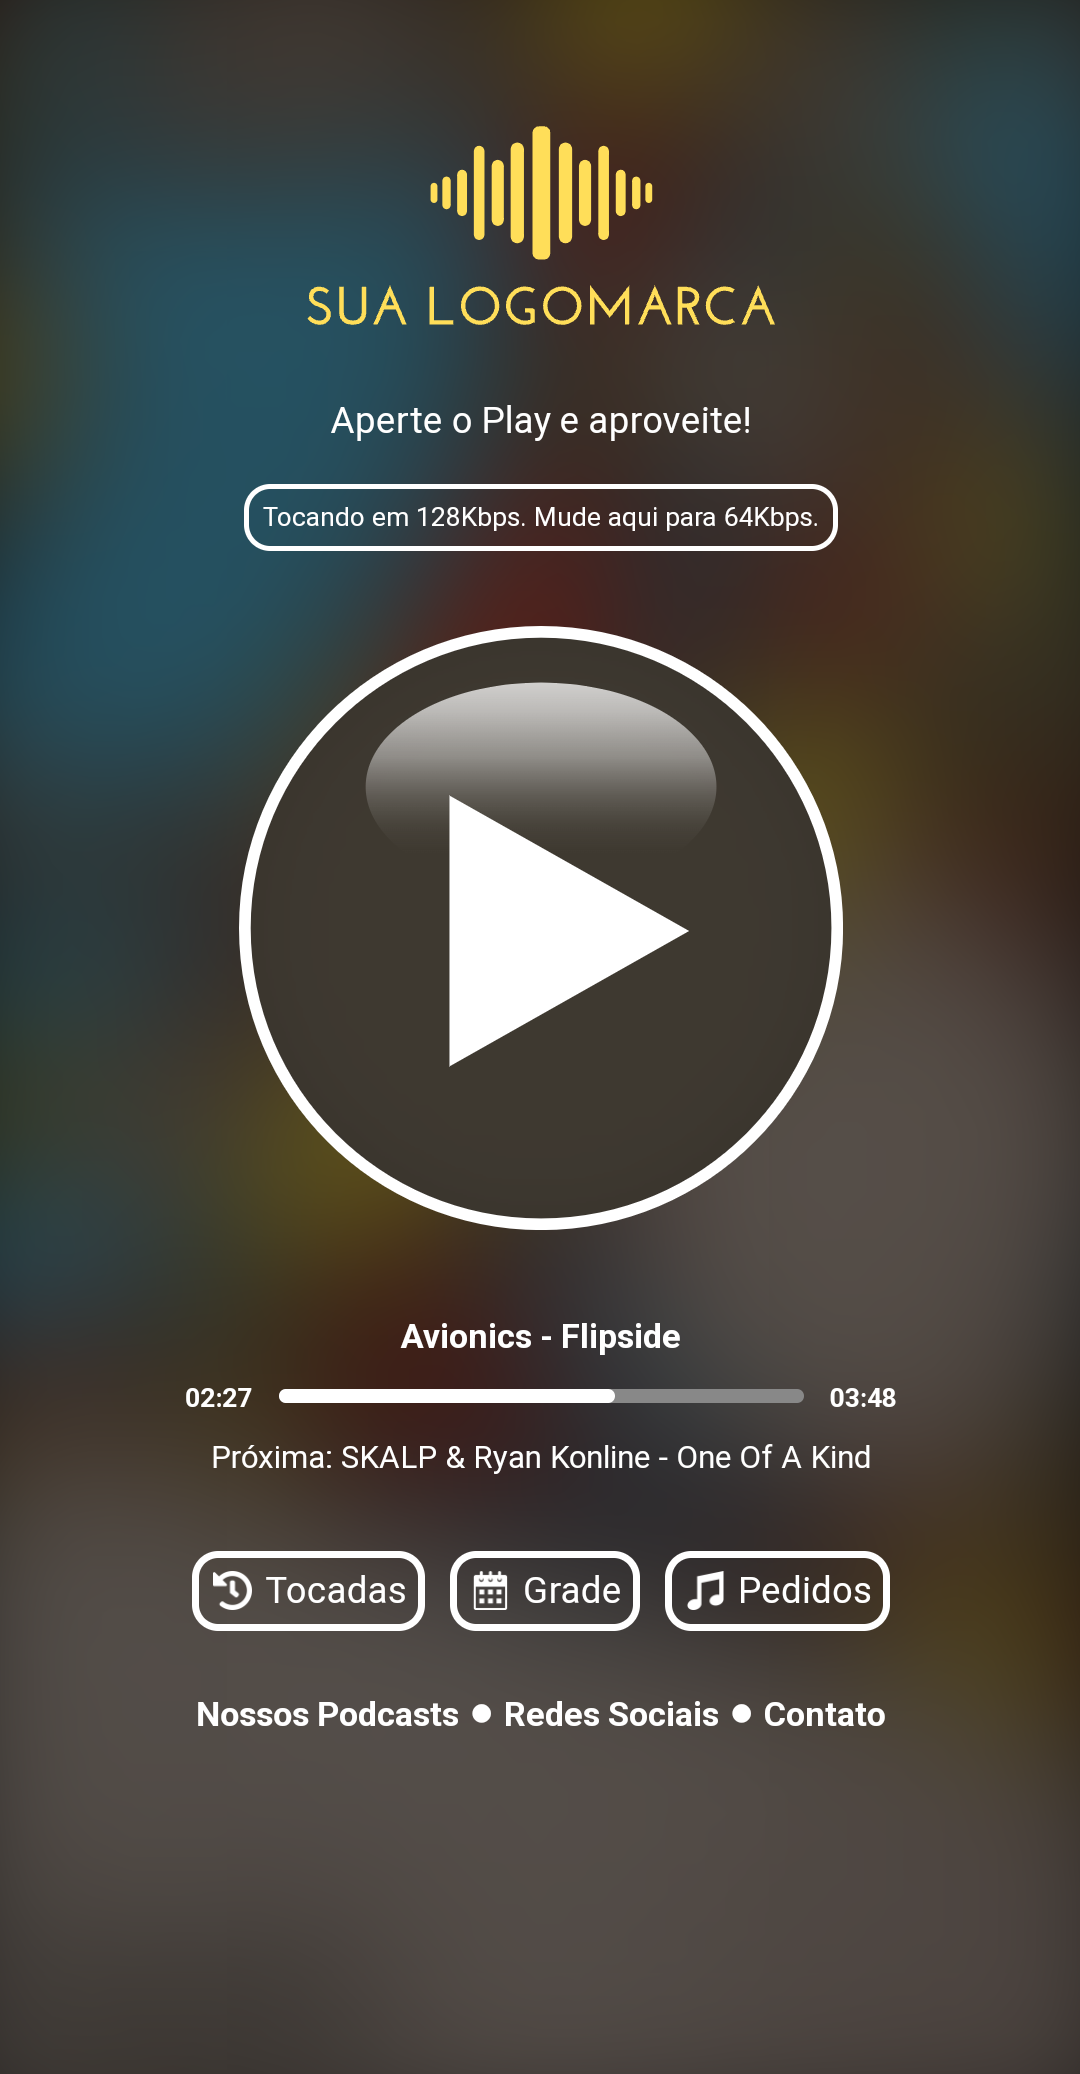 SUA LOGOMARCA
Aperte o Play e aproveite!
Tocando em 128Kbps. Mude aqui para 64Kbps.
Avionics - Flipside
02:27 03:48
Próxima: SKALP & Ryan Konline - One Of A Kind
Tocadas Grade Pedidos
Nossos Podcasts ● Redes Sociais ● Contato